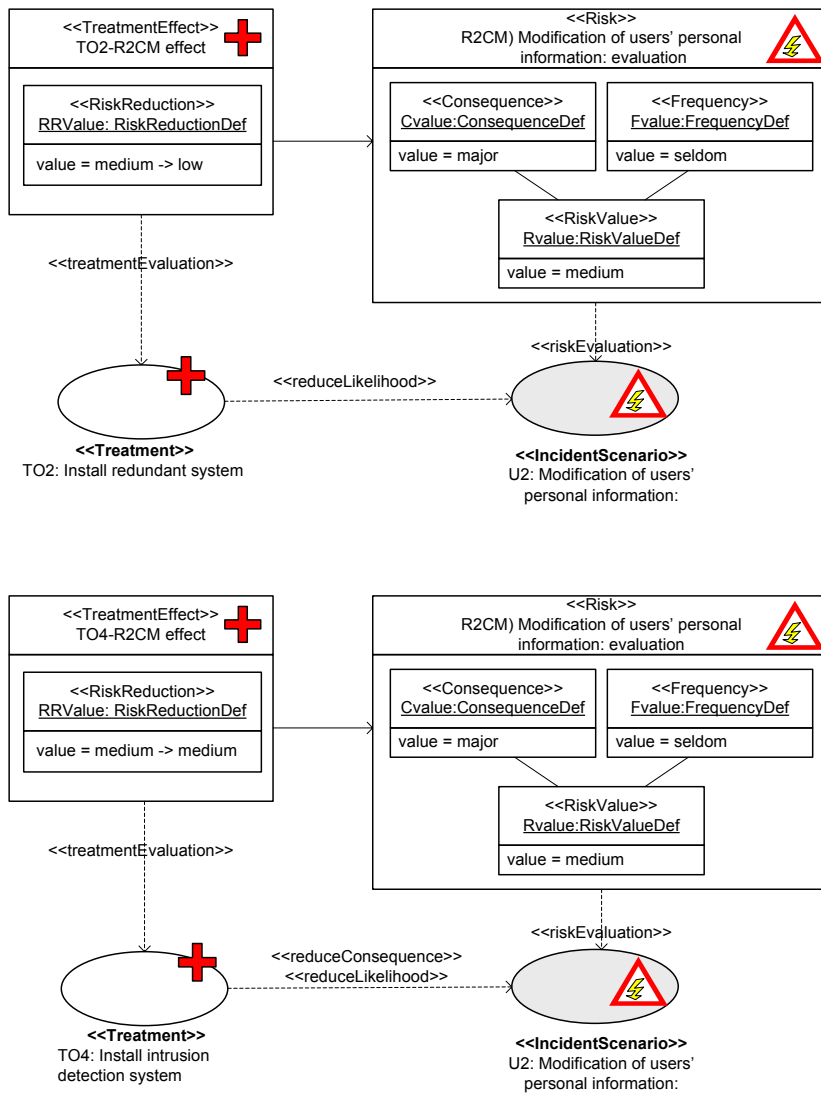 <<TreatmentEffect>>
TO2-R2CM effect
<<RiskReduction>>
RRValue: RiskReductionDef
value = medium -> low
<<Risk>>
R2CM) Modification of users’ personal
information: evaluation
<<Consequence>>
Cvalue:ConsequenceDef
value = major
<<Frequency>>
Fvalue:FrequencyDef
value = seldom
<<RiskValue>>
Rvalue:RiskValueDef
value = medium
<<treatmentEvaluation>>
<<riskEvaluation>>
<<reduceLikelihood>>
<<Treatment>>
TO2: Install redundant system
<<IncidentScenario>>
U2: Modification of users’
personal information:
<<TreatmentEffect>>
TO4-R2CM effect
<<RiskReduction>>
RRValue: RiskReductionDef
value = medium -> medium
<<Risk>>
R2CM) Modification of users’ personal
information: evaluation
<<Consequence>>
Cvalue:ConsequenceDef
value = major
<<Frequency>>
Fvalue:FrequencyDef
value = seldom
<<RiskValue>>
Rvalue:RiskValueDef
value = medium
<<treatmentEvaluation>>
<<riskEvaluation>>
<<reduceConsequence>>
<<reduceLikelihood>>
<<Treatment>>
TO4: Install intrusion
detection system
<<IncidentScenario>>
U2: Modification of users’
personal information: